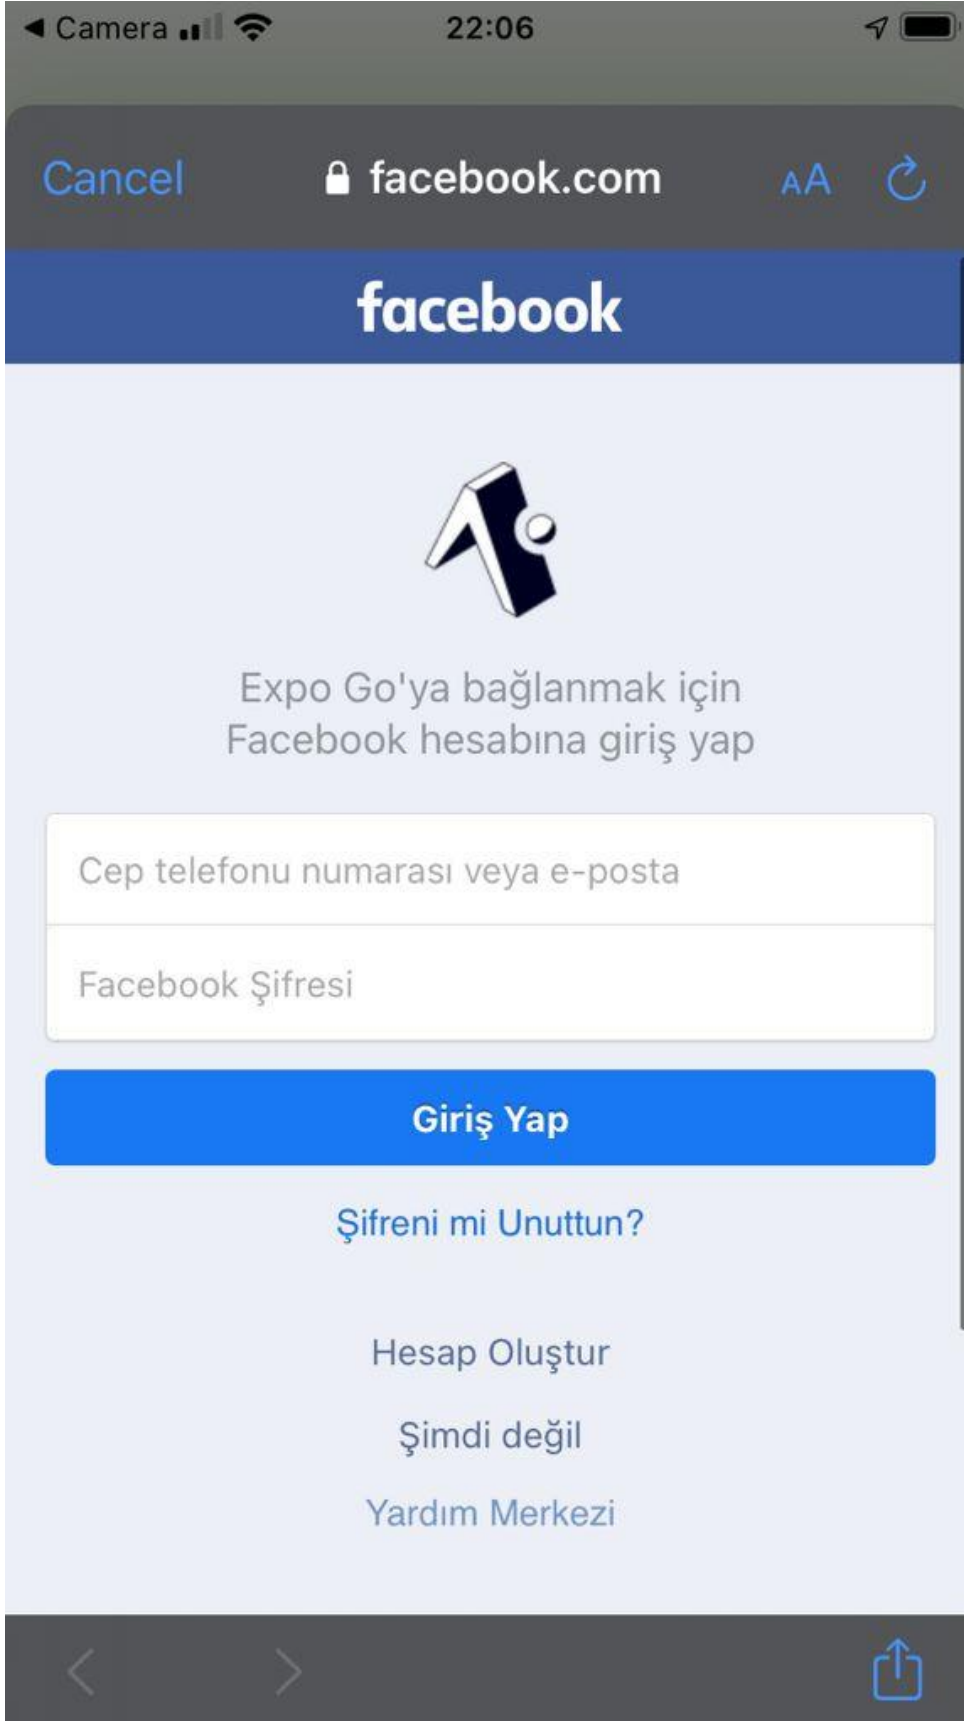 Camera
22:06
Cancel
facebook.com
AA
facebook
Expo Go'ya bağlanmak için
Facebook hesabına giriş yap
Cep telefonu numarası veya e-posta
Facebook Şifresi
Giriş Yap
Şifreni mi Unuttun?
Hesap Oluştur
Şimdi değil
Yardım Merkezi